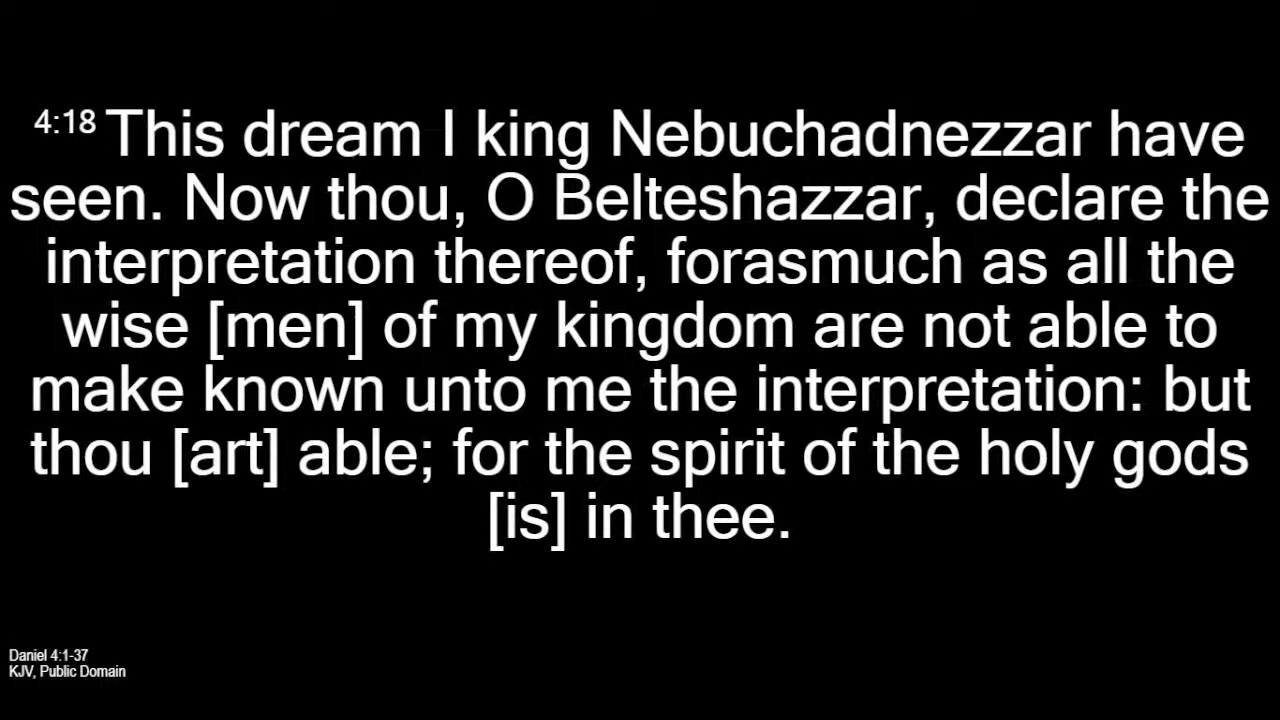 4:18 This dream I king Nebuchadnezzar have
seen. Now thou, O Belteshazzar, declare the
interpretation thereof, forasmuch as all the
wise [men] of my kingdom are not able to
make known unto me the interpretation: but
thou [art] able; for the spirit of the holy gods
[is] in thee.
Daniel 4:1-37
KJV, Public Domain